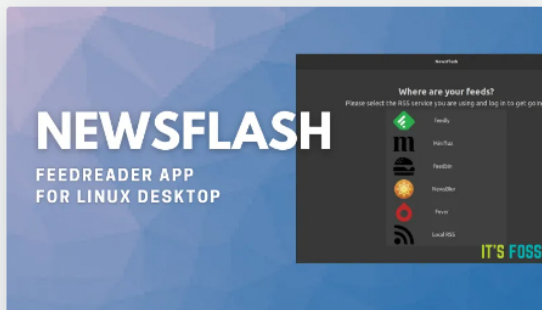 NewsFlash
Where are your feeds?
Please select the RSS service you are using and log in to get going
NEWSFLASH
FEEDREADER APP
FOR LINUX DESKTOP
feedly
Miniflux
Feedbin
NewsBlur
Fever
Local RSS
IT'S FOSS